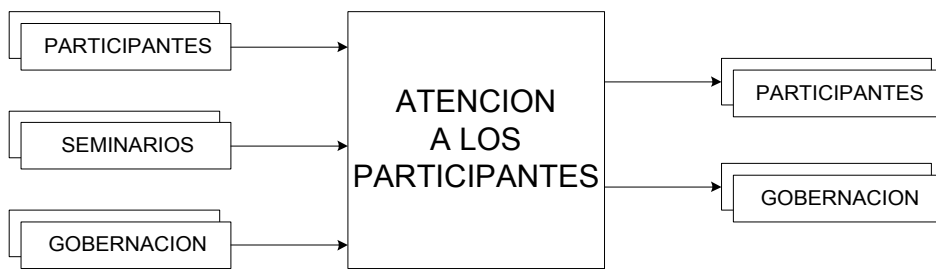 PARTICIPANTES
SEMINARIOS
GOBERNACION
ATENCION
A LOS
PARTICIPANTES
PARTICIPANTES
GOBERNACION